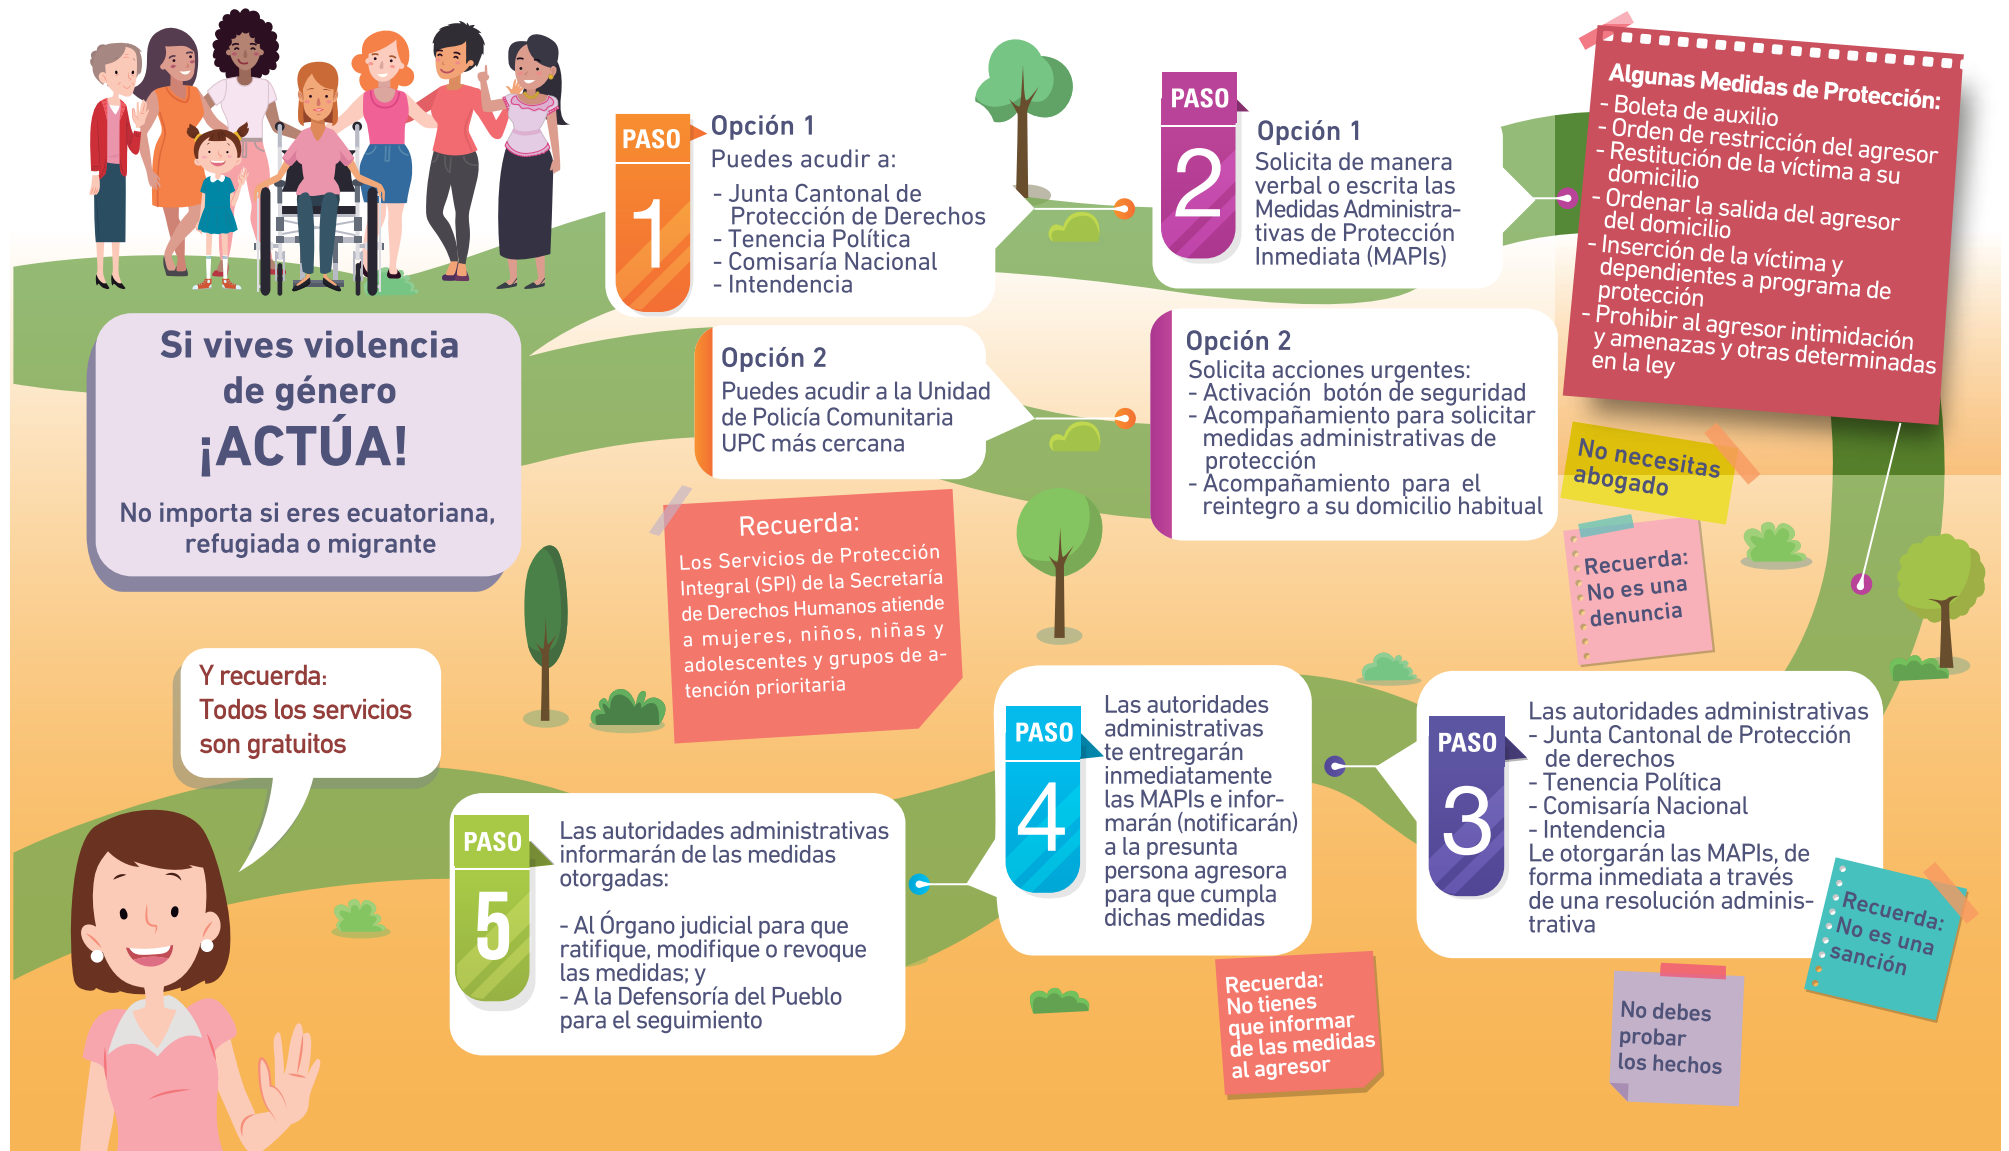 Si vives violencia
de género
¡ACTÚA!
No importa si eres ecuatoriana,
refugiada o migrante
PASO
1
Opción 1
Puedes acudir a:
- Junta Cantonal de
Protección de Derechos
- Tenencia Política
- Comisaría Nacional
- Intendencia
Opción 2
Puedes acudir a la Unidad
de Policía Comunitaria
UPC más cercana
Recuerda:
Los Servicios de Protección
Integral (SPI) de la Secretaría
de Derechos Humanos atiende
a mujeres, niños, niñas y
adolescentes y grupos de a-
tención prioritaria
PASO
2
Opción 1
Solicita de manera
verbal o escrita las
Medidas Administra-
tivas de Protección
Inmediata (MAPIs)
Opción 2
Solicita acciones urgentes:
- Activación botón de seguridad
- Acompañamiento para solicitar
medidas administrativas de
protección
- Acompañamiento para el
reintegro a su domicilio habitual
Algunas Medidas de Protección:
- Boleta de auxilio
- Orden de restricción del agresor
- Restitución de la víctima a su
domicilio
- Ordenar la salida del agresor
del domicilio
- Inserción de la víctima y
dependientes a programa de
protección
- Prohibir al agresor intimidación
y amenazas y otras determinadas
en la ley
No necesitas
abogado
Recuerda:
No es una
denuncia
PASO
3
Las autoridades administrativas
- Junta Cantonal de Protección
de derechos
- Tenencia Política
- Comisaría Nacional
- Intendencia
Le otorgarán las MAPIs, de
forma inmediata a través
de una resolución adminis-
trativa
Recuerda:
No es una
sanción
No debes
probar
los hechos
PASO
4
Las autoridades
administrativas
te entregarán
inmediatamente
las MAPIs e infor-
marán (notificarán)
a la presunta
persona agresora
para que cumpla
dichas medidas
Recuerda:
No tienes
que informar
de las medidas
al agresor
PASO
5
Las autoridades administrativas
informarán de las medidas
otorgadas:
- Al Órgano judicial para que
ratifique, modifique o revoque
las medidas; y
- A la Defensoría del Pueblo
para el seguimiento
Y recuerda:
Todos los servicios
son gratuitos